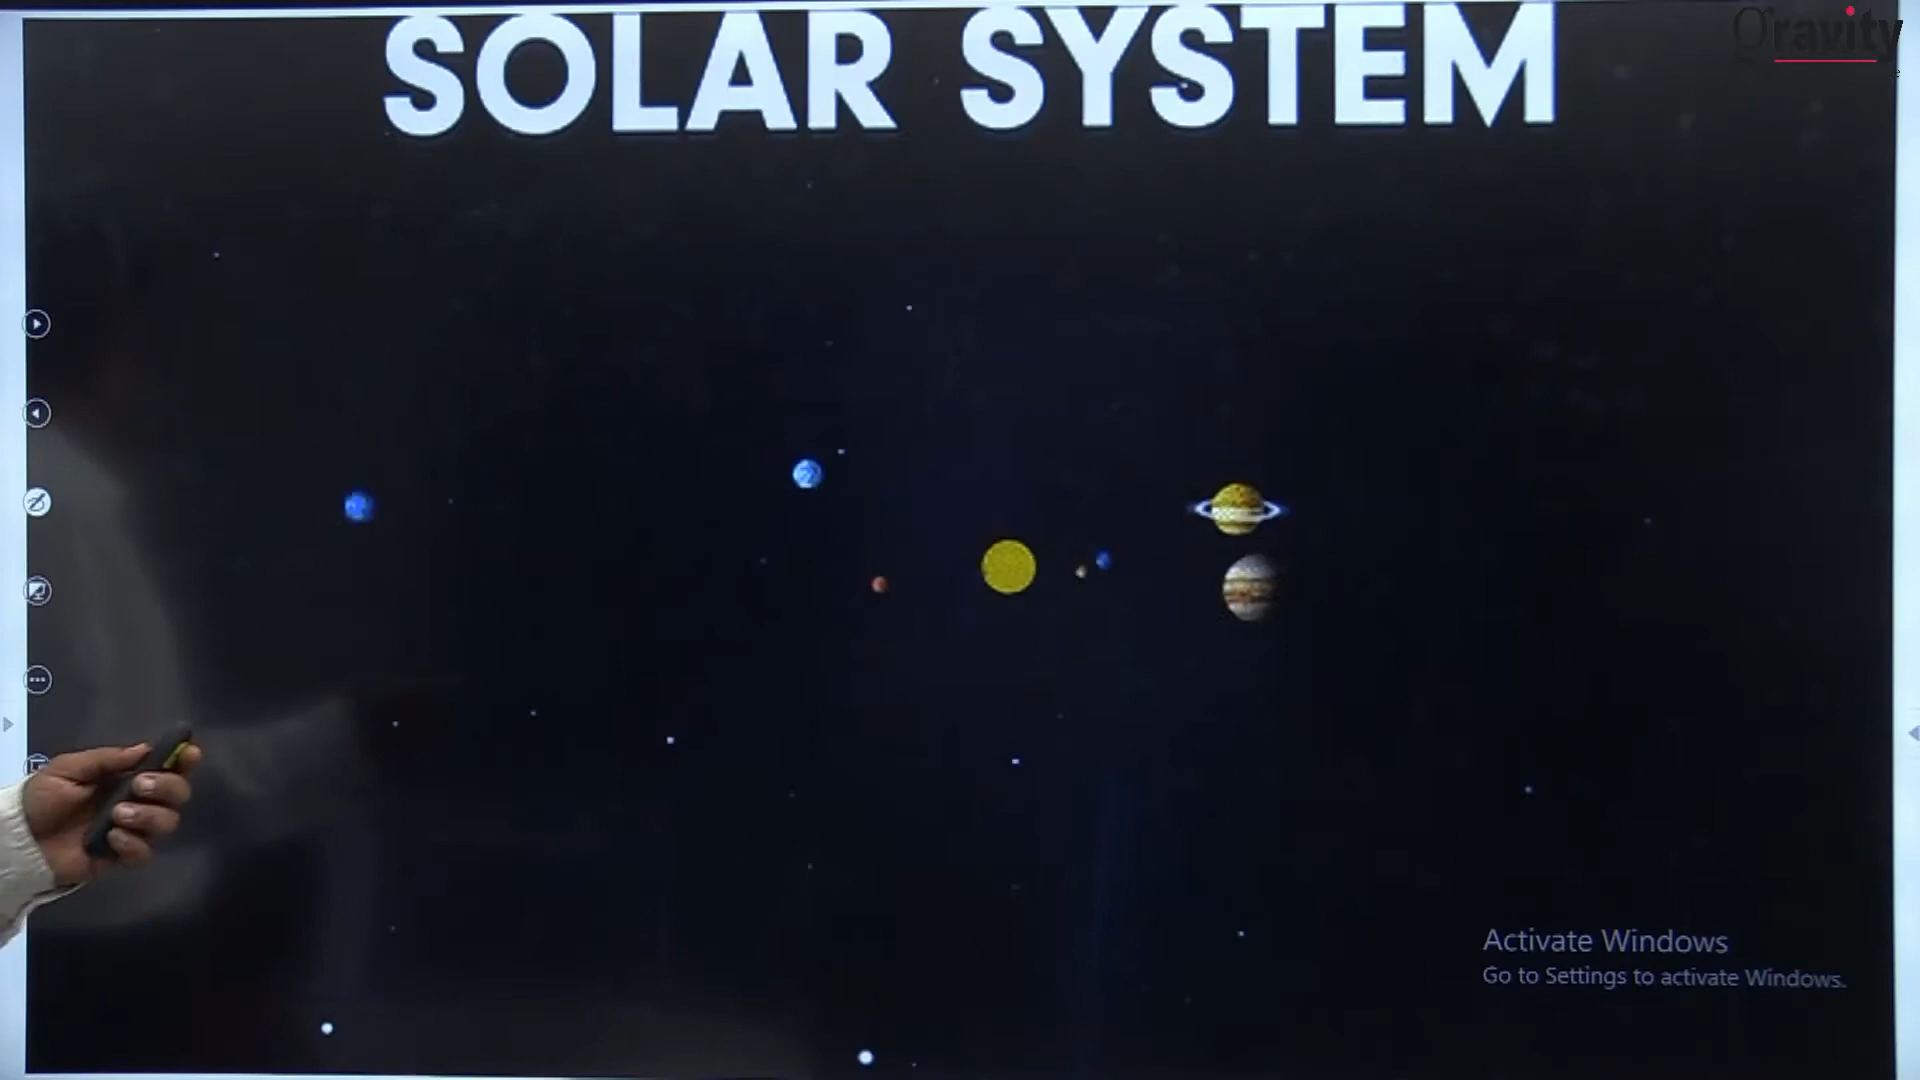 SOLAR SYSTEM
Gravity
Activate Windows
Go to Settings to activate Windows.